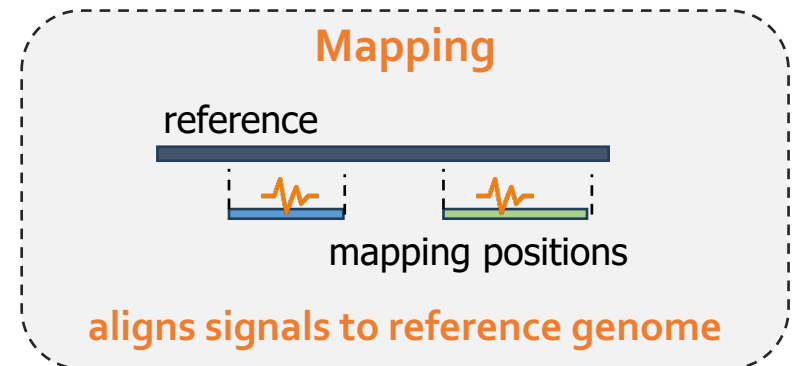 Mapping
reference
mapping positions
aligns signals to reference genome